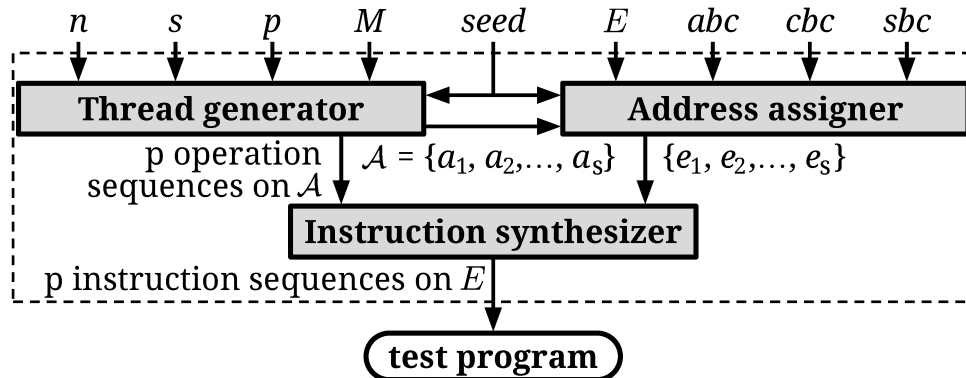 n s p M seed E abc cbc sbc
Thread generator Address assigner
p operation 𝒜 = {a₁, a₂,…, aₛ} {e₁, e₂,…, eₛ}
sequences on 𝒜
Instruction synthesizer
p instruction sequences on E
test program